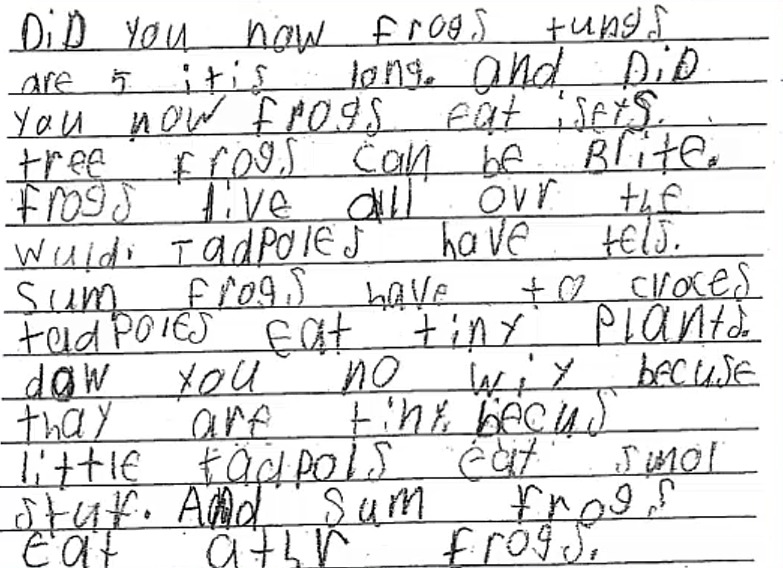 DiD you now frogs tungs
are 5 itis long. and DiD
you now frogs eat isexs.
tree frogs can be Brite.
frogs live all ovr the
wuld. Tadpoles have tels.
Sum frogs have to croces
tadpoles eat tiny plants.
dow you no wiy becuse
thay are tiny. becus
little tadpols eat smol
stuf. And sum frogs
eat athr frogs.